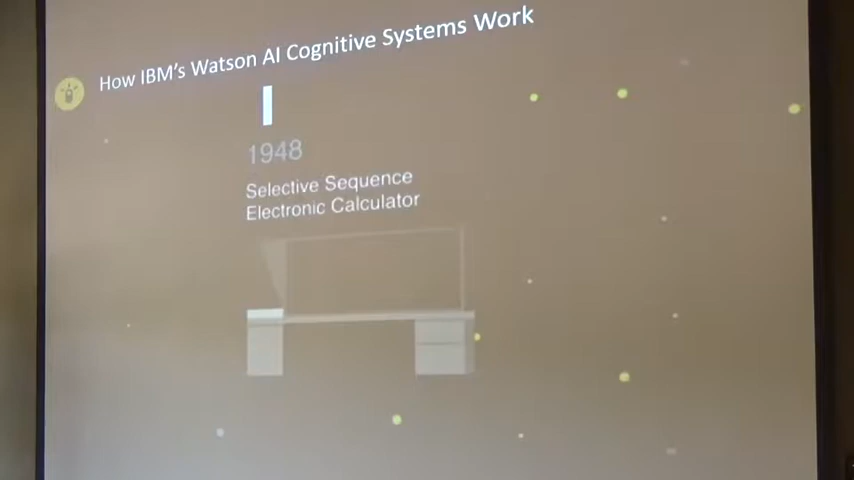 How IBM's Watson AI Cognitive Systems Work
1948
Selective Sequence
Electronic Calculator